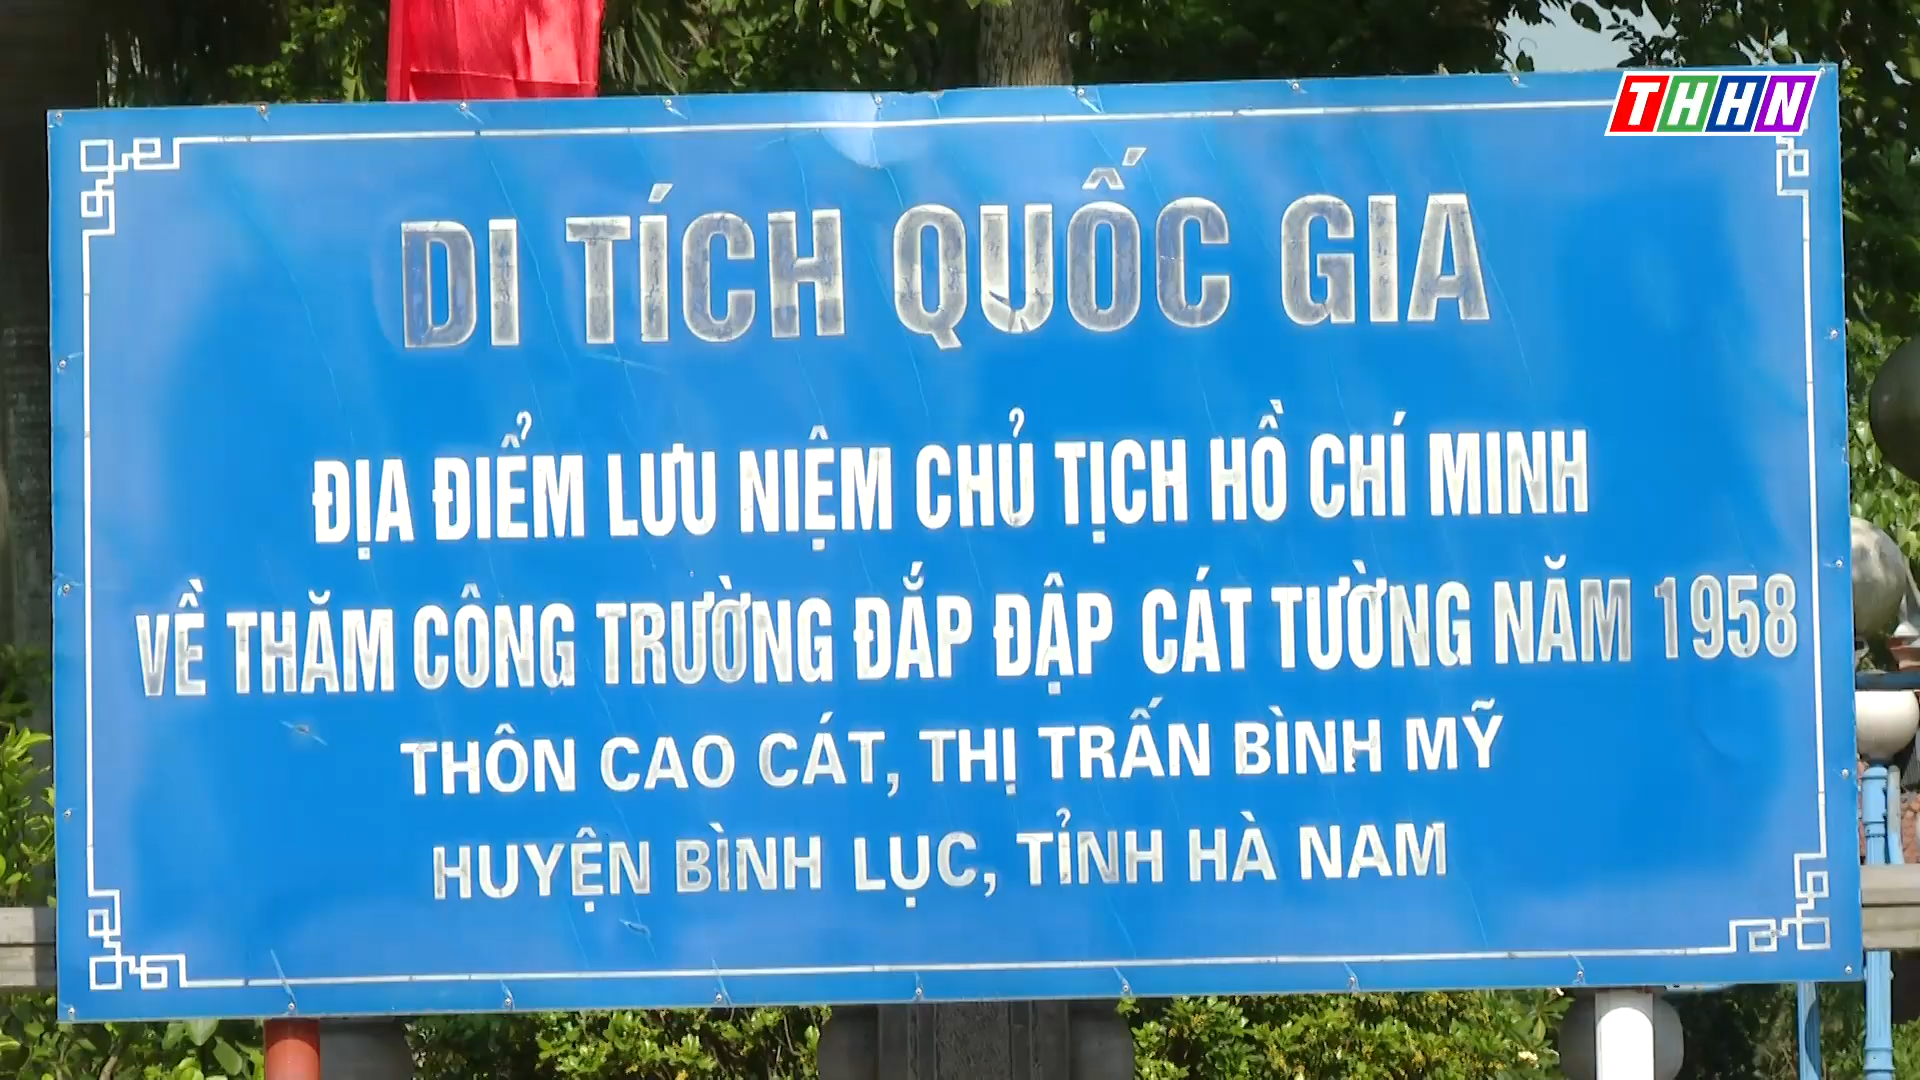 THHN
DI TÍCH QUỐC GIA
ĐỊA ĐIỂM LƯU NIỆM CHỦ TỊCH HỒ CHÍ MINH
VỀ THĂM CÔNG TRƯỜNG ĐẮP ĐẬP CÁT TƯỜNG NĂM 1958
THÔN CAO CÁT, THỊ TRẤN BÌNH MỸ
HUYỆN BÌNH LỤC, TỈNH HÀ NAM